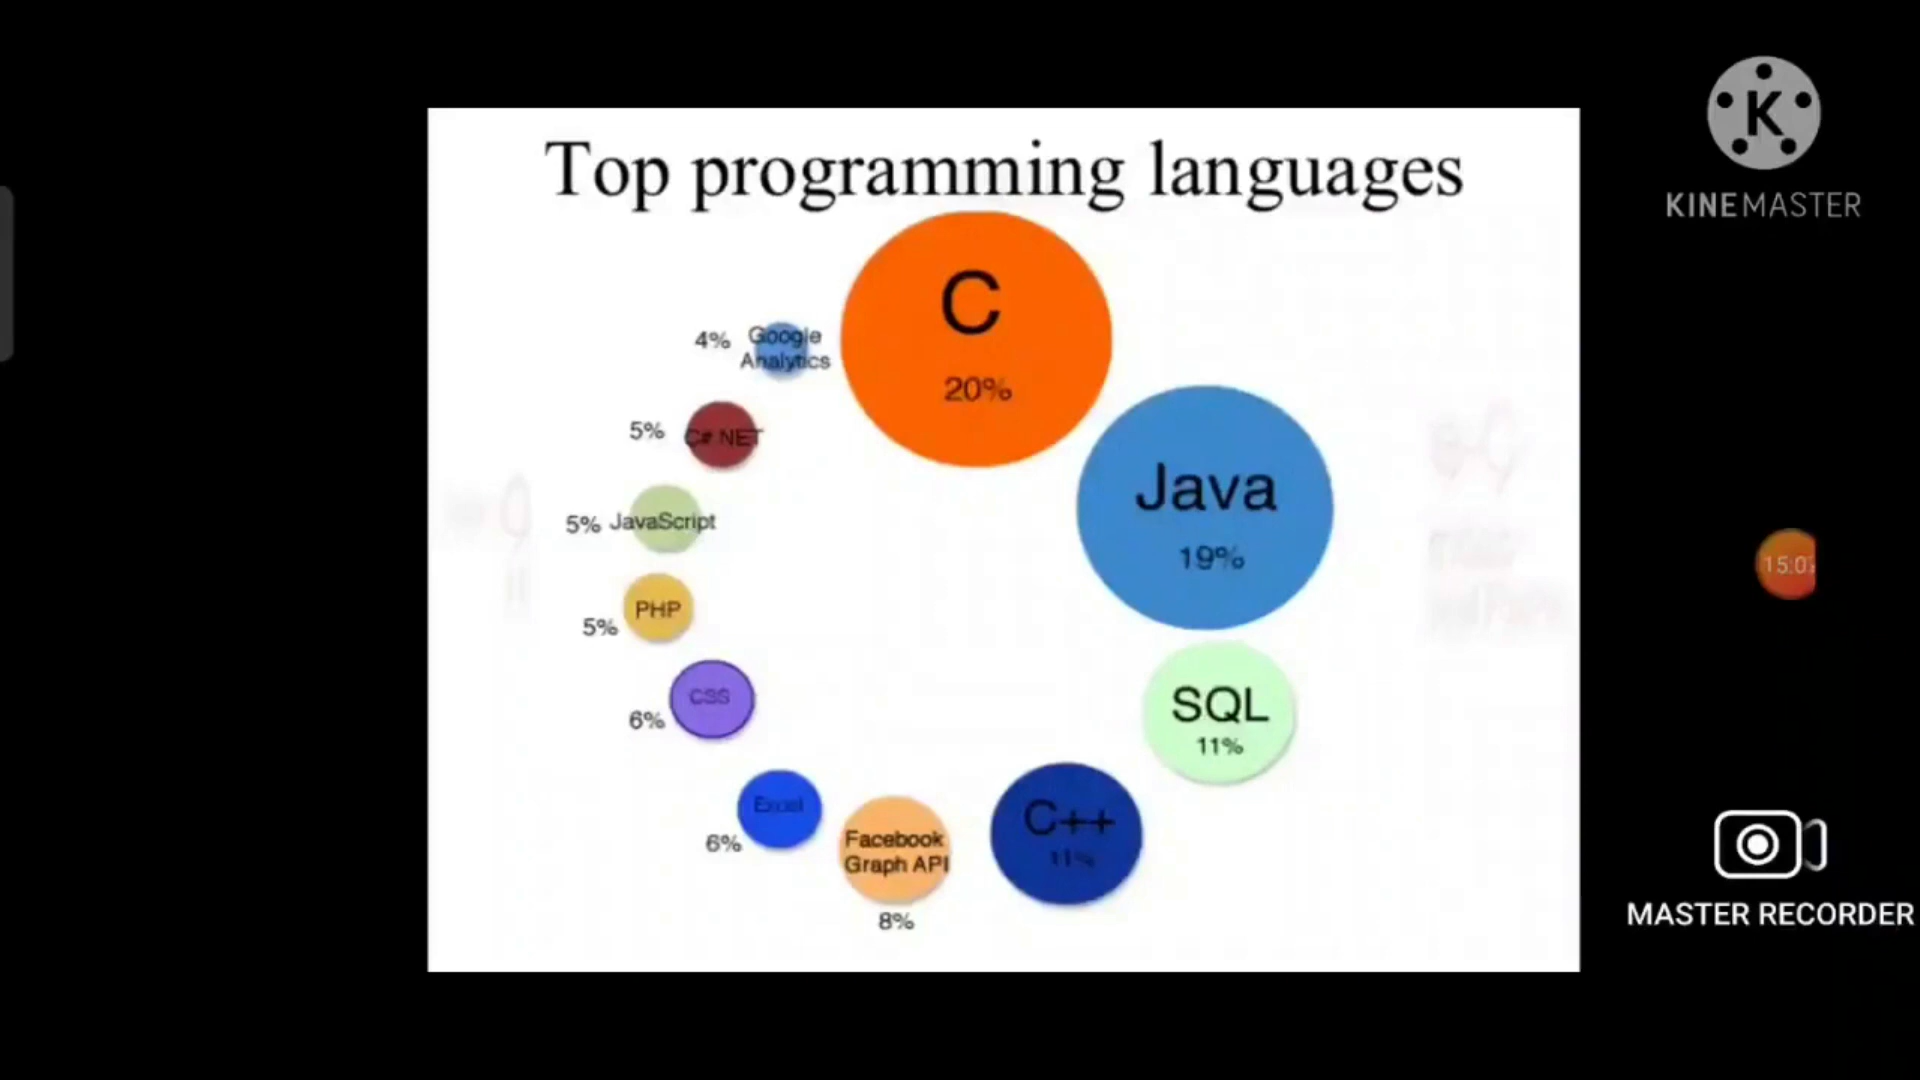 Top programming languages
C
20%
Java
19%
SQL
11%
C++
11%
Facebook
Graph API
8%
Excel
6%
CSS
6%
PHP
5%
JavaScript
5%
C#.NET
5%
Google
Analytics
4%
K
KINEMASTER
MASTER RECORDER